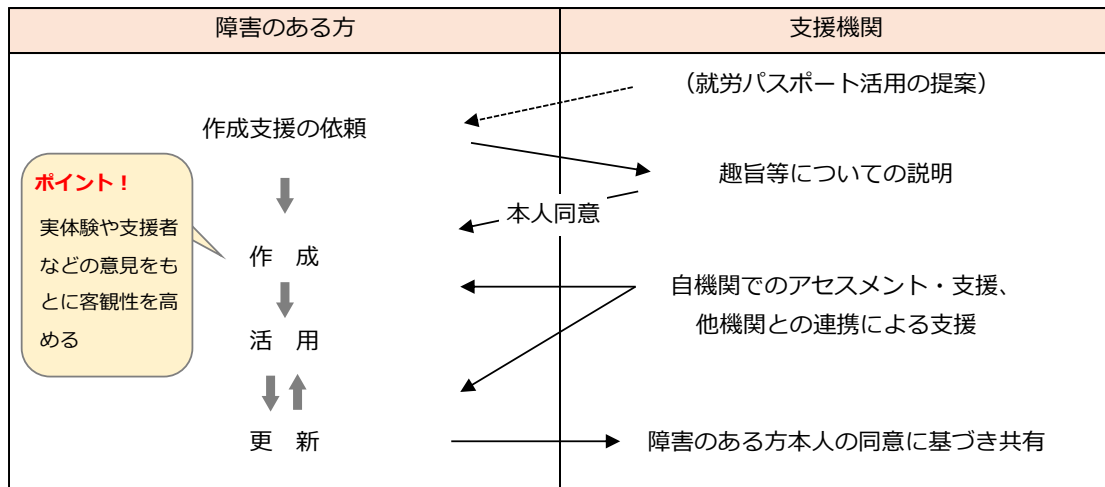 障害のある方
支援機関
(就労パスポート活用の提案)
作成支援の依頼
趣旨等についての説明
ポイント！
実体験や支援者
などの意見をも
とに客観性を高
める
本人同意
作　成
自機関でのアセスメント・支援、
他機関との連携による支援
活　用
更　新
障害のある方本人の同意に基づき共有